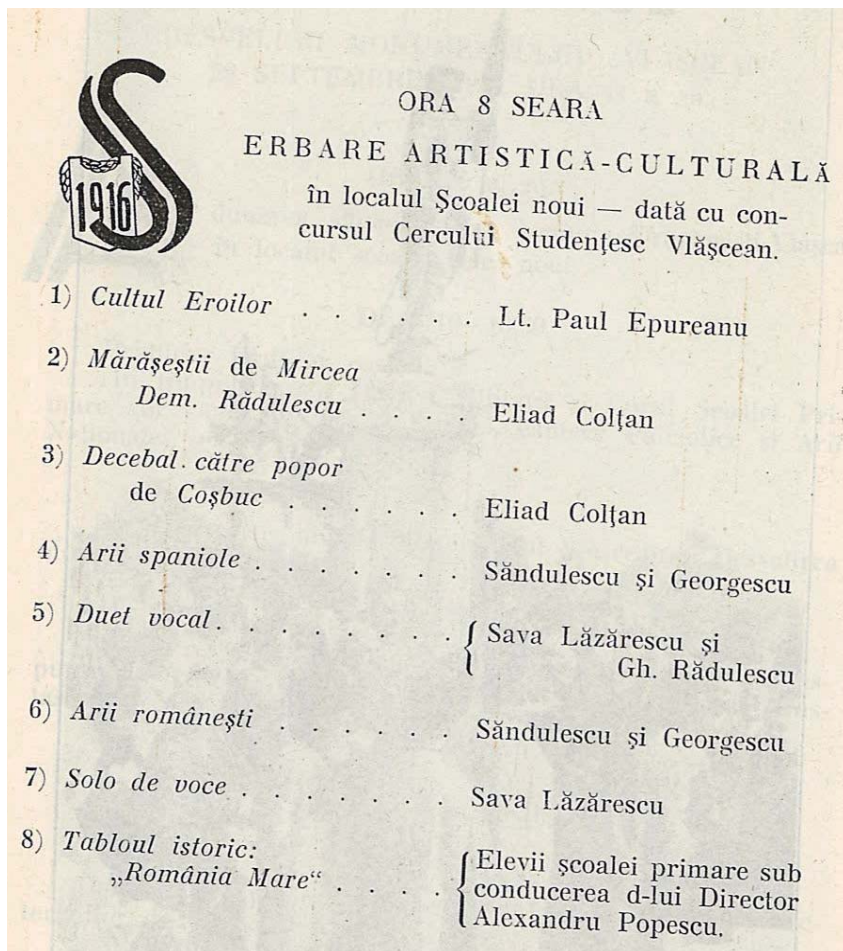 ORA 8 SEARA
SERBARE ARTISTICĂ-CULTURALĂ
1916
în localul Şcoalei noui — dată cu con-
cursul Cercului Studenţesc Vlăşcean.
1) Cultul Eroilor . . . . . . Lt. Paul Epureanu
2) Mărăşeştii de Mircea
Dem. Rădulescu . . . . Eliad Colţan
3) Decebal. către popor
de Coşbuc . . . . . . Eliad Colţan
4) Arii spaniole . . . . . . . Săndulescu şi Georgescu
5) Duet vocal. . . . . . . . . { Sava Lăzărescu şi
Gh. Rădulescu
6) Arii româneşti . . . . . . Săndulescu şi Georgescu
7) Solo de voce . . . . . . . Sava Lăzărescu
8) Tabloul istoric:
„România Mare“ . . . . { Elevii şcoalei primare sub
conducerea d-lui Director
Alexandru Popescu.